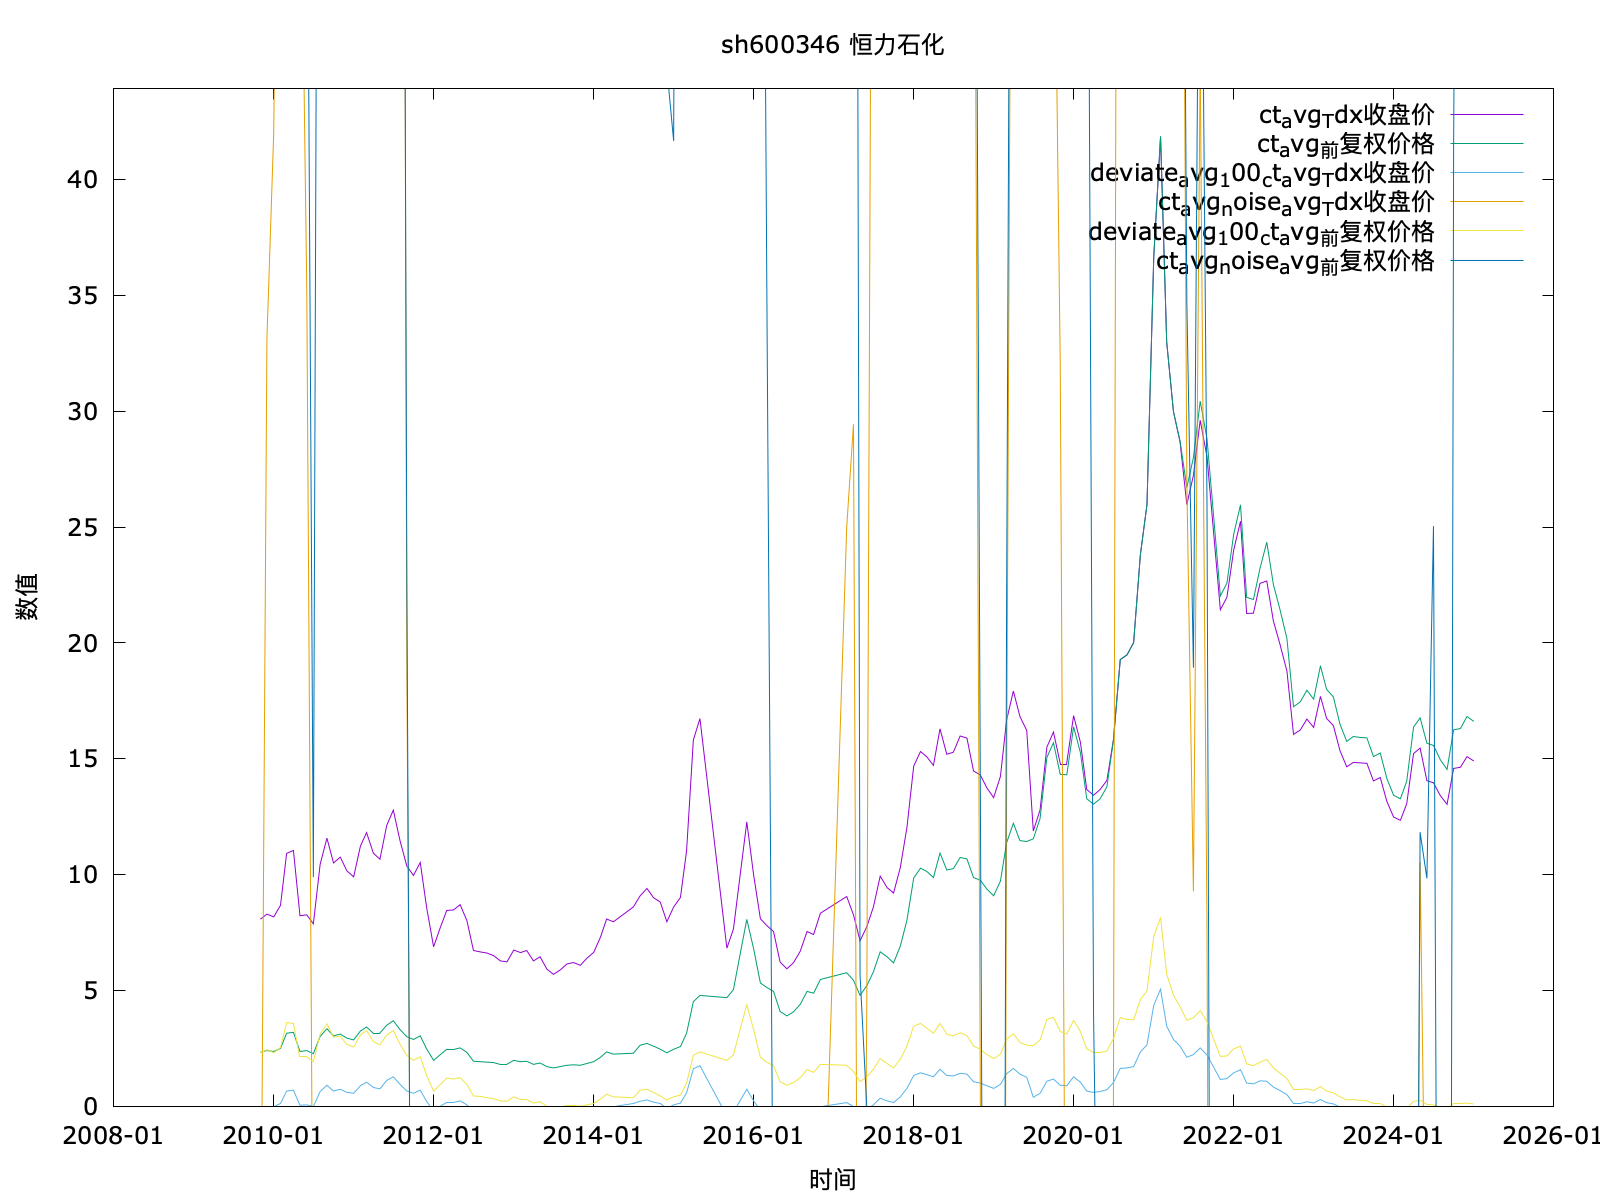 sh600346 恒力石化
ct_avg_Tdx收盘价
ct_avg_前复权价格
deviate_avg_100_ct_avg_Tdx收盘价
ct_avg_noise_avg_Tdx收盘价
deviate_avg_100_ct_avg_前复权价格
ct_avg_noise_avg_前复权价格
40
35
30
25
20
15
10
5
0
数值
2008-01 2010-01 2012-01 2014-01 2016-01 2018-01 2020-01 2022-01 2024-01 2026-01
时间